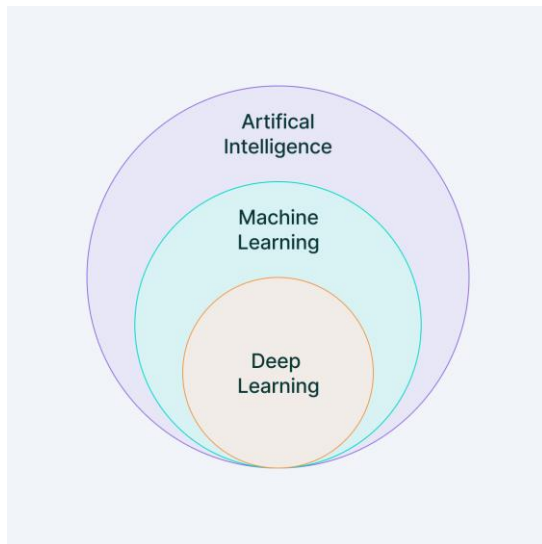 Artifical
Intelligence
Machine
Learning
Deep
Learning